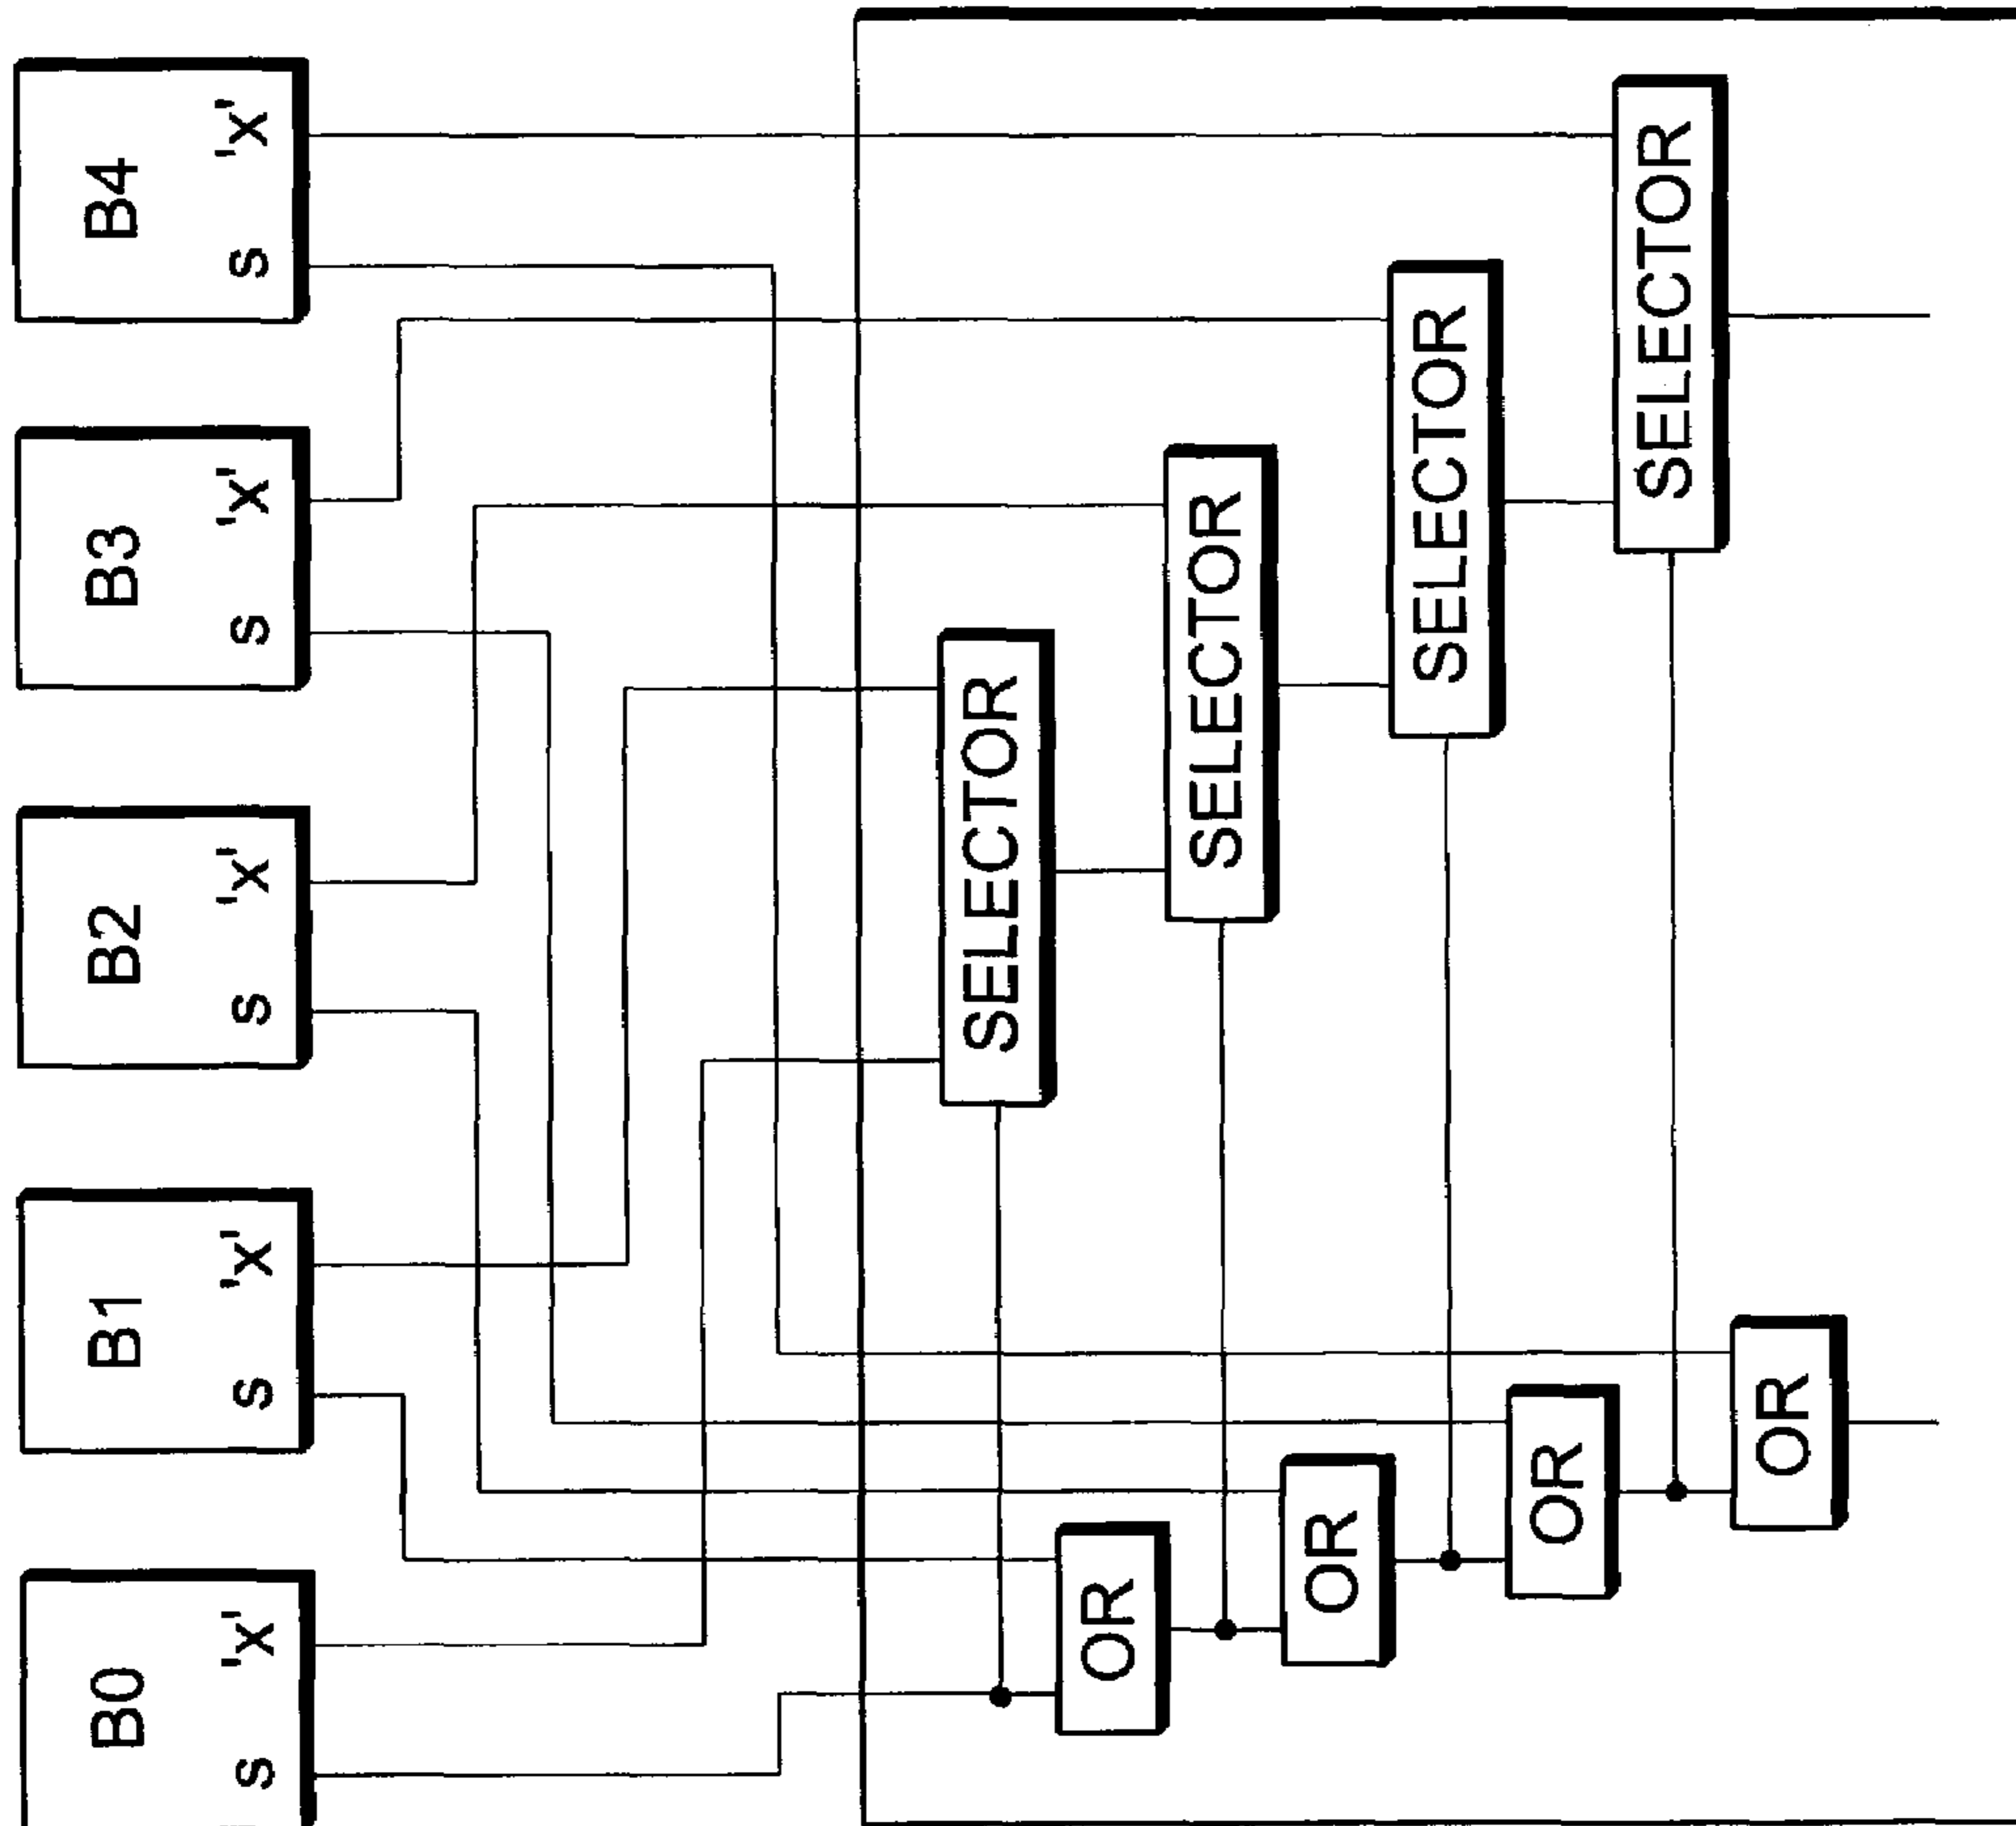 B0
S 'X'
B1
S 'X'
B2
S 'X'
B3
S 'X'
B4
S 'X'
SELECTOR
SELECTOR
SELECTOR
SELECTOR
OR
OR
OR
OR